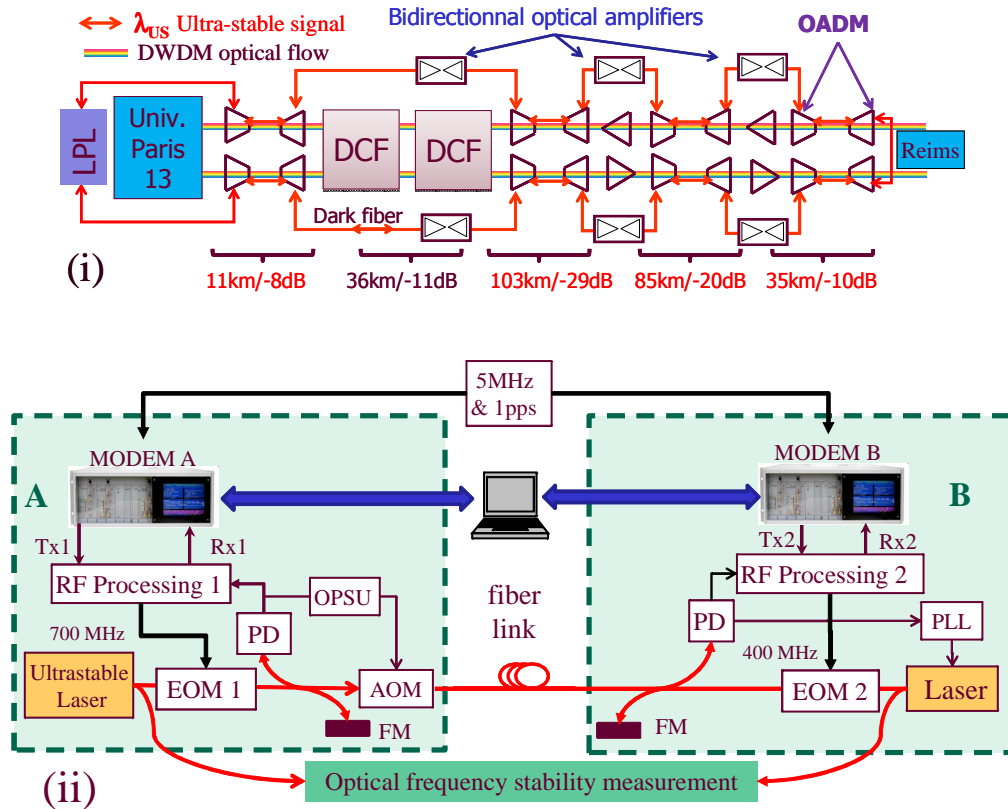 λUS Ultra-stable signal
DWDM optical flow
Bidirectionnal optical amplifiers
OADM
LPL
Univ.
Paris
13
DCF
DCF
Reims
Dark fiber
(i)
11km/-8dB
36km/-11dB
103km/-29dB
85km/-20dB
35km/-10dB
5MHz
& 1pps
MODEM A
MODEM B
A
B
Tx1
Rx1
Tx2
Rx2
RF Processing 1
OPSU
fiber
link
RF Processing 2
PD
PD
PLL
700 MHz
400 MHz
Ultrastable
Laser
EOM 1
AOM
EOM 2
Laser
FM
FM
(ii)
Optical frequency stability measurement